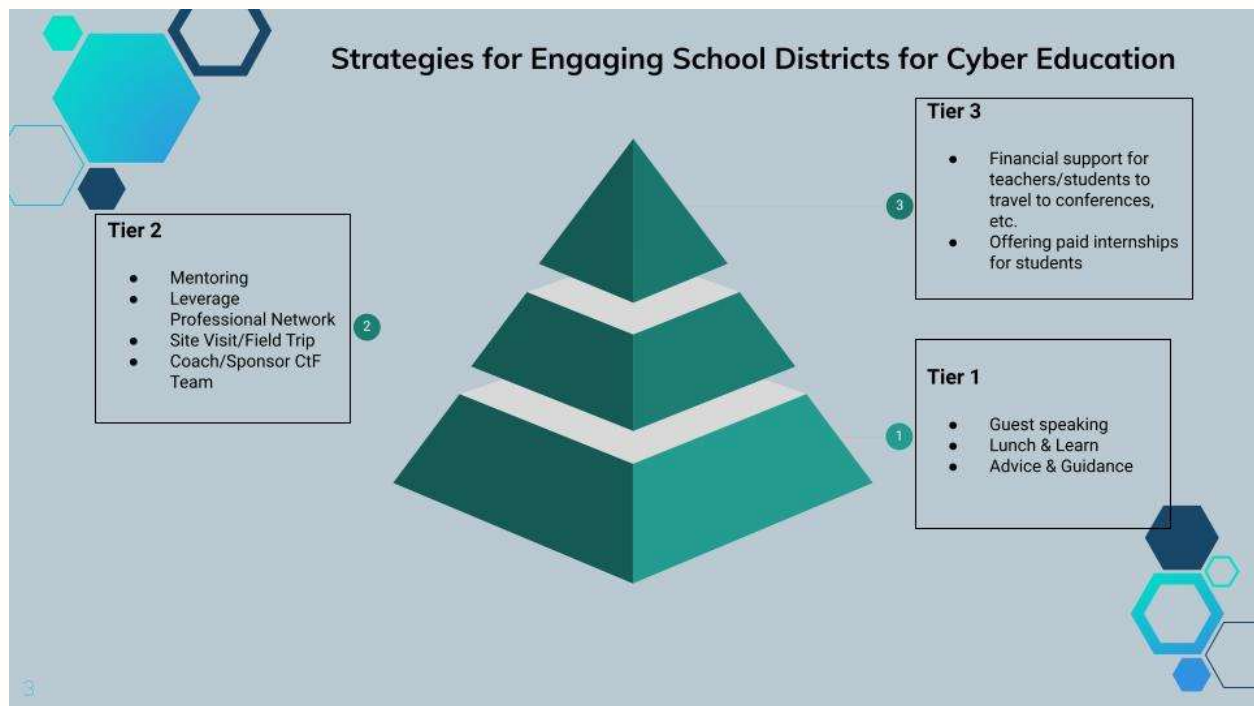 Strategies for Engaging School Districts for Cyber Education
Tier 3
● Financial support for
teachers/students to
travel to conferences,
etc.
● Offering paid internships
for students
3
Tier 2
● Mentoring
● Leverage
Professional Network
● Site Visit/Field Trip
● Coach/Sponsor CtF
Team
2
Tier 1
● Guest speaking
● Lunch & Learn
● Advice & Guidance
1
3